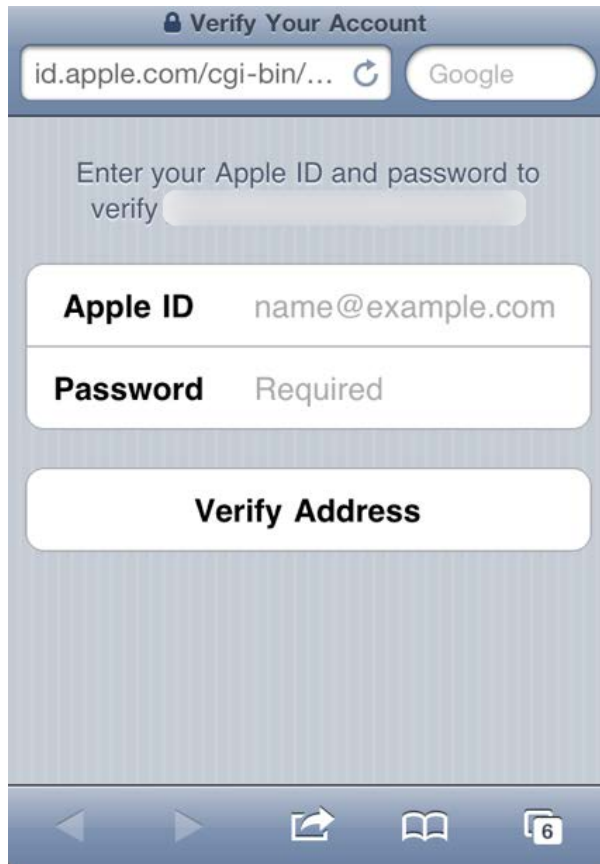 Verify Your Account
id.apple.com/cgi-bin/...
Google
Enter your Apple ID and password to
verify
Apple ID name@example.com
Password Required
Verify Address
6